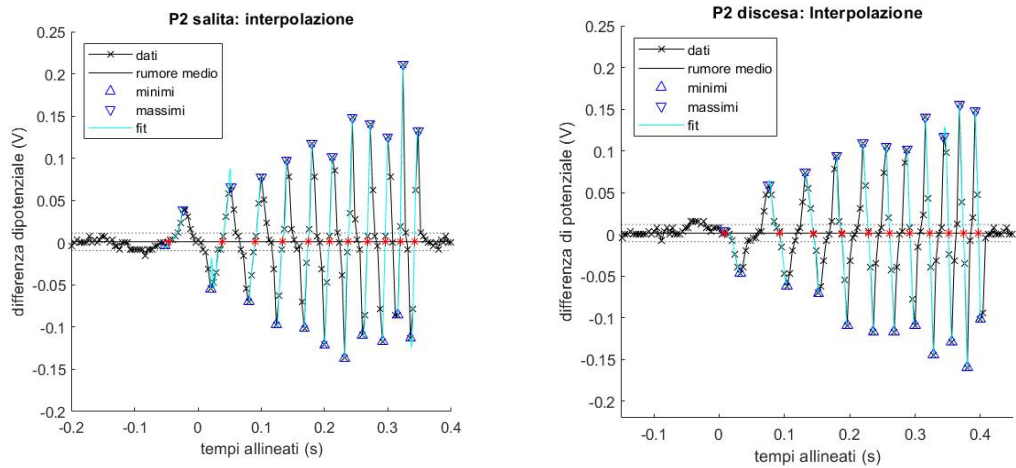 P2 salita: interpolazione
0.25
0.2
0.15
0.1
0.05
0
-0.05
-0.1
-0.15
-0.2
differenza dipotenziale (V)
dati
rumore medio
minimi
massimi
fit
-0.2
-0.1
0
0.1
0.2
0.3
0.4
tempi allineati (s)
P2 discesa: Interpolazione
0.25
0.2
0.15
0.1
0.05
0
-0.05
-0.1
-0.15
-0.2
differenza di potenziale (V)
dati
rumore medio
minimi
massimi
fit
-0.1
0
0.1
0.2
0.3
0.4
tempi allineati (s)